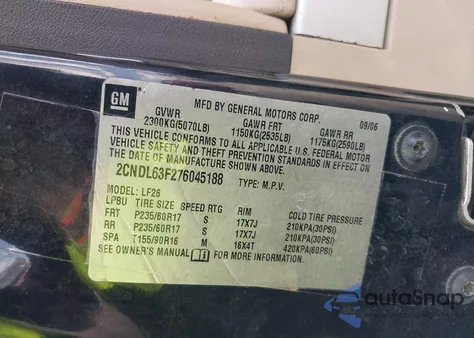 GM
MFD BY GENERAL MOTORS CORP. 09/06
GVWR GAWR FRT GAWR RR
2300KG(5070LB) 1150KG(2535LB) 1175KG(2590LB)
THIS VEHICLE CONFORMS TO ALL APPLICABLE U.S. FEDERAL MOTOR
VEHICLE SAFETY AND THEFT PREVENTION STANDARDS IN EFFECT ON
THE DATE OF MANUFACTURE SHOWN ABOVE.
2CNDL63F276045188 TYPE: M.P.V.
MODEL: LF26
LPBU TIRE SIZE SPEED RTG RIM COLD TIRE PRESSURE
FRT P235/60R17 S 17X7J 210KPA(30PSI)
RR P235/60R17 S 17X7J 210KPA(30PSI)
SPA T155/90R16 M 16X4T 420KPA(60PSI)
SEE OWNER'S MANUAL FOR MORE INFORMATION.
autoSnap